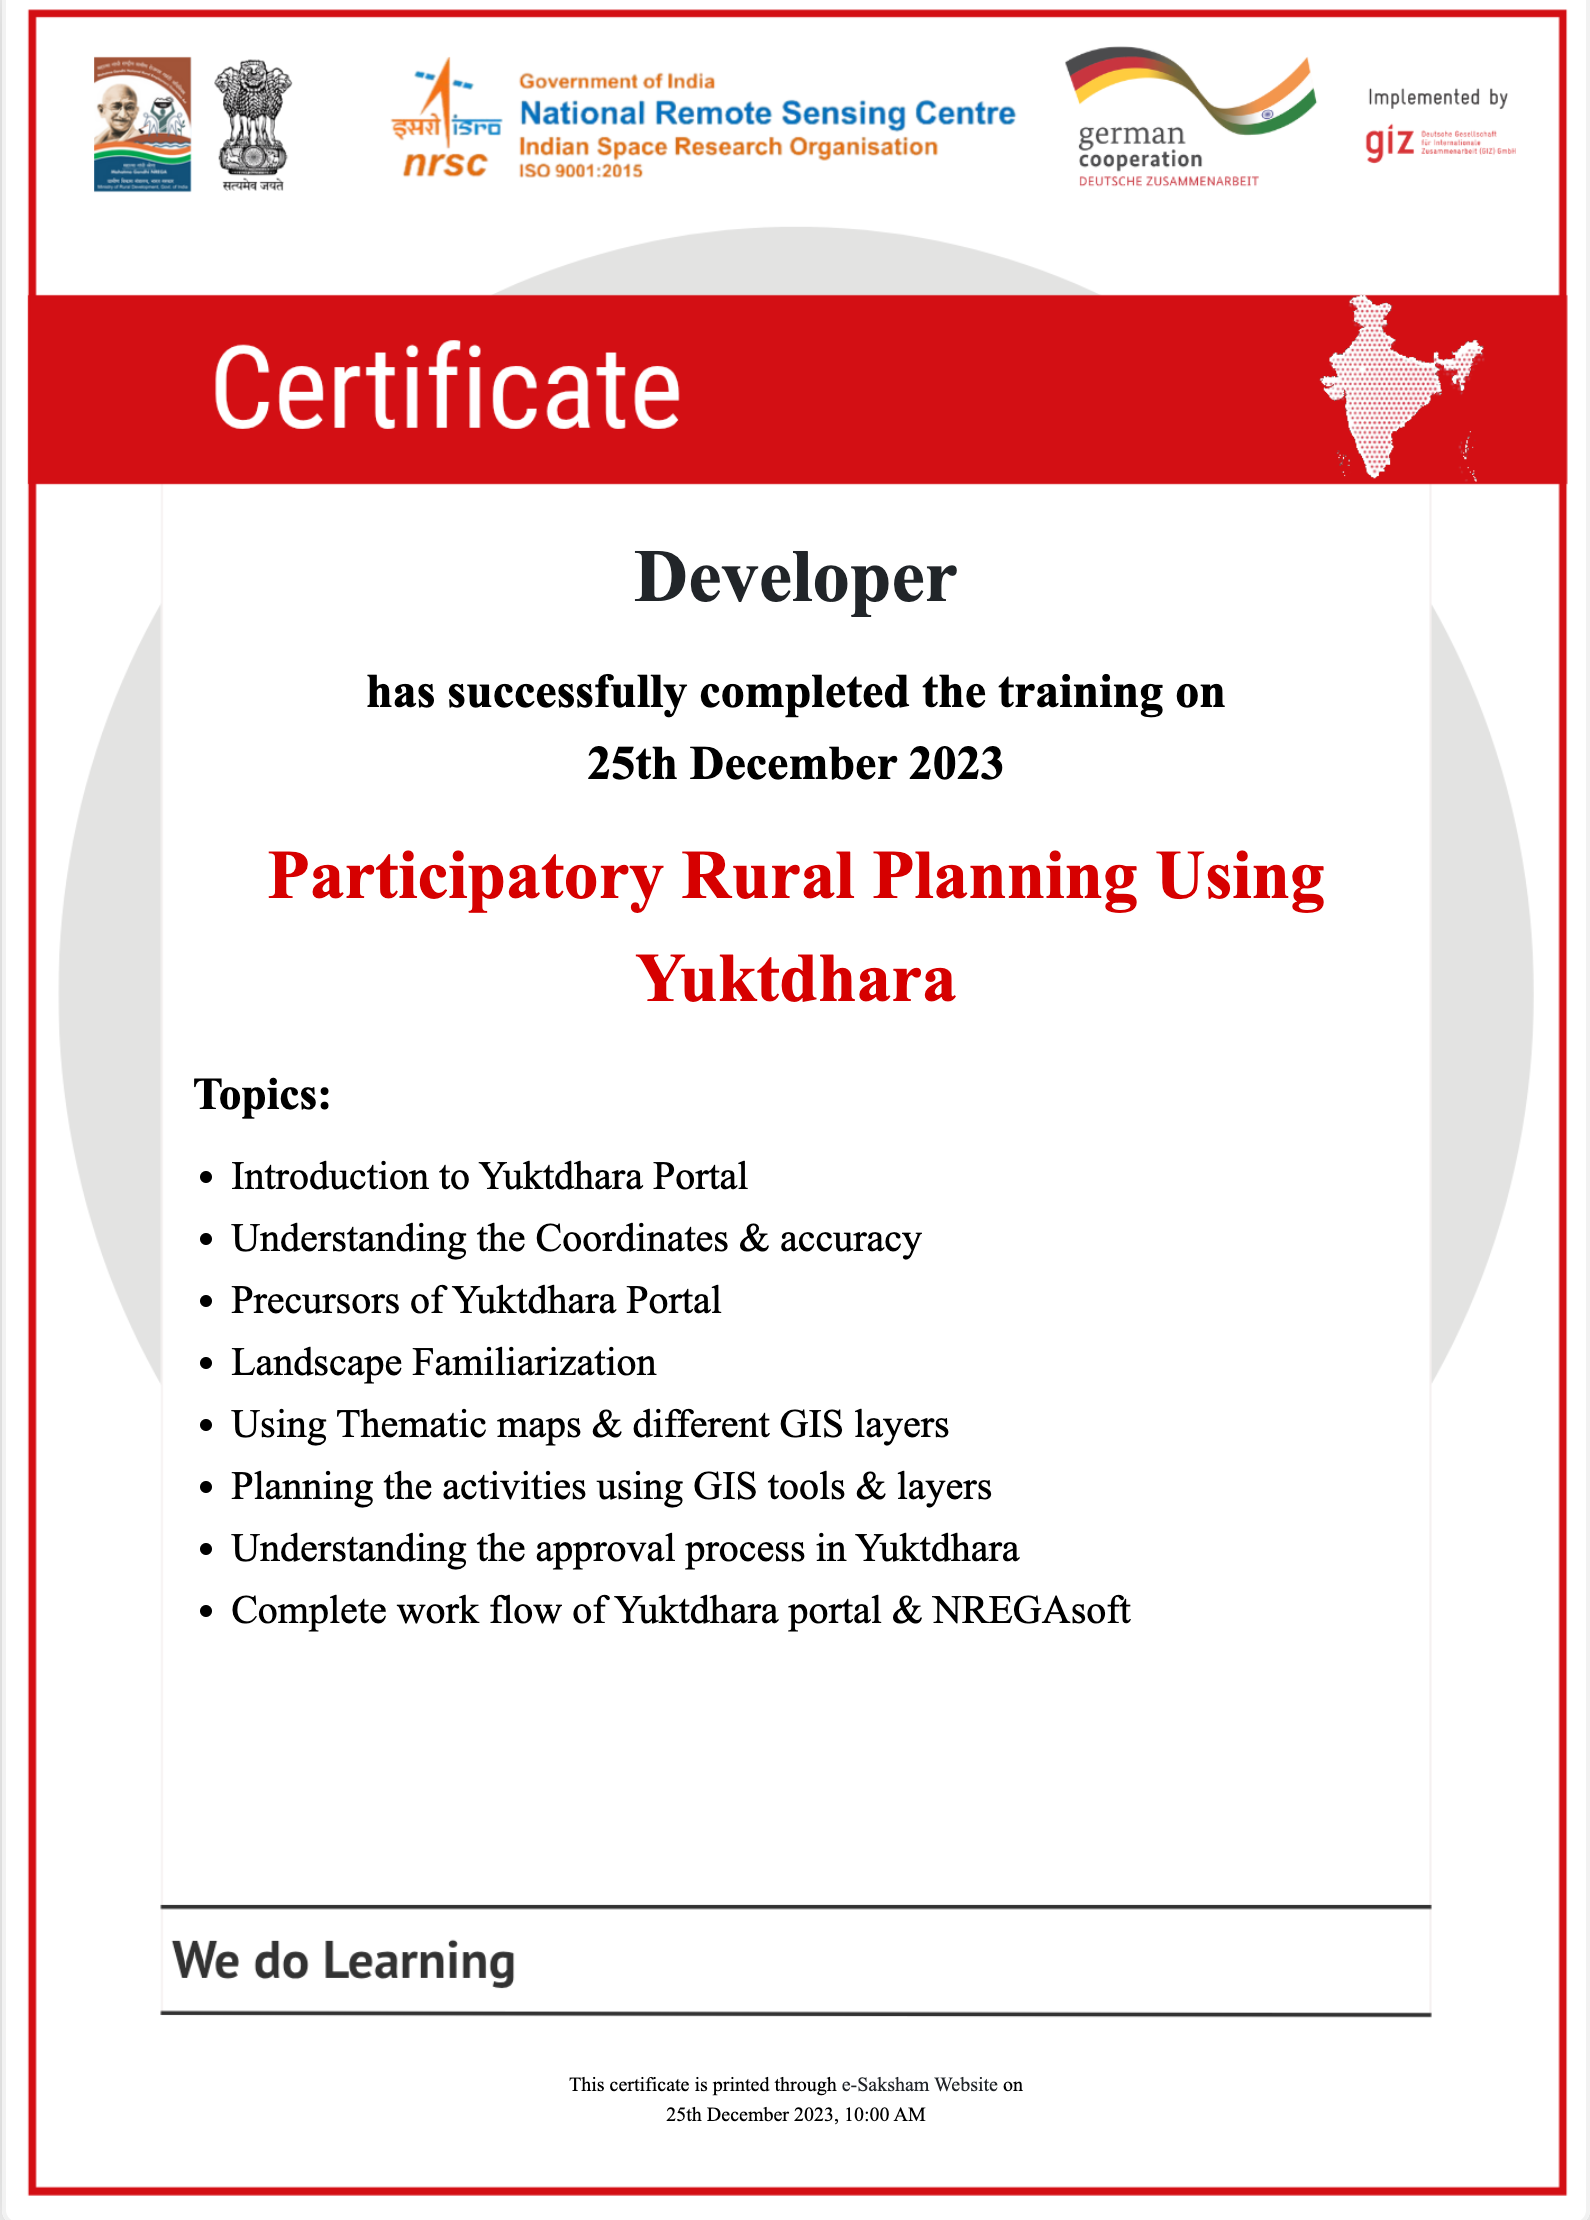 Mahatma Gandhi NREGA
सत्यमेव जयते
इसरो isro
nrsc
Government of India
National Remote Sensing Centre
Indian Space Research Organisation
ISO 9001:2015
german
cooperation
DEUTSCHE ZUSAMMENARBEIT
Implemented by
giz
Deutsche Gesellschaft
für Internationale
Zusammenarbeit (GIZ) GmbH
Certificate
Developer
has successfully completed the training on
25th December 2023
Participatory Rural Planning Using
Yuktdhara
Topics:
• Introduction to Yuktdhara Portal
• Understanding the Coordinates & accuracy
• Precursors of Yuktdhara Portal
• Landscape Familiarization
• Using Thematic maps & different GIS layers
• Planning the activities using GIS tools & layers
• Understanding the approval process in Yuktdhara
• Complete work flow of Yuktdhara portal & NREGAsoft
We do Learning
This certificate is printed through e-Saksham Website on
25th December 2023, 10:00 AM